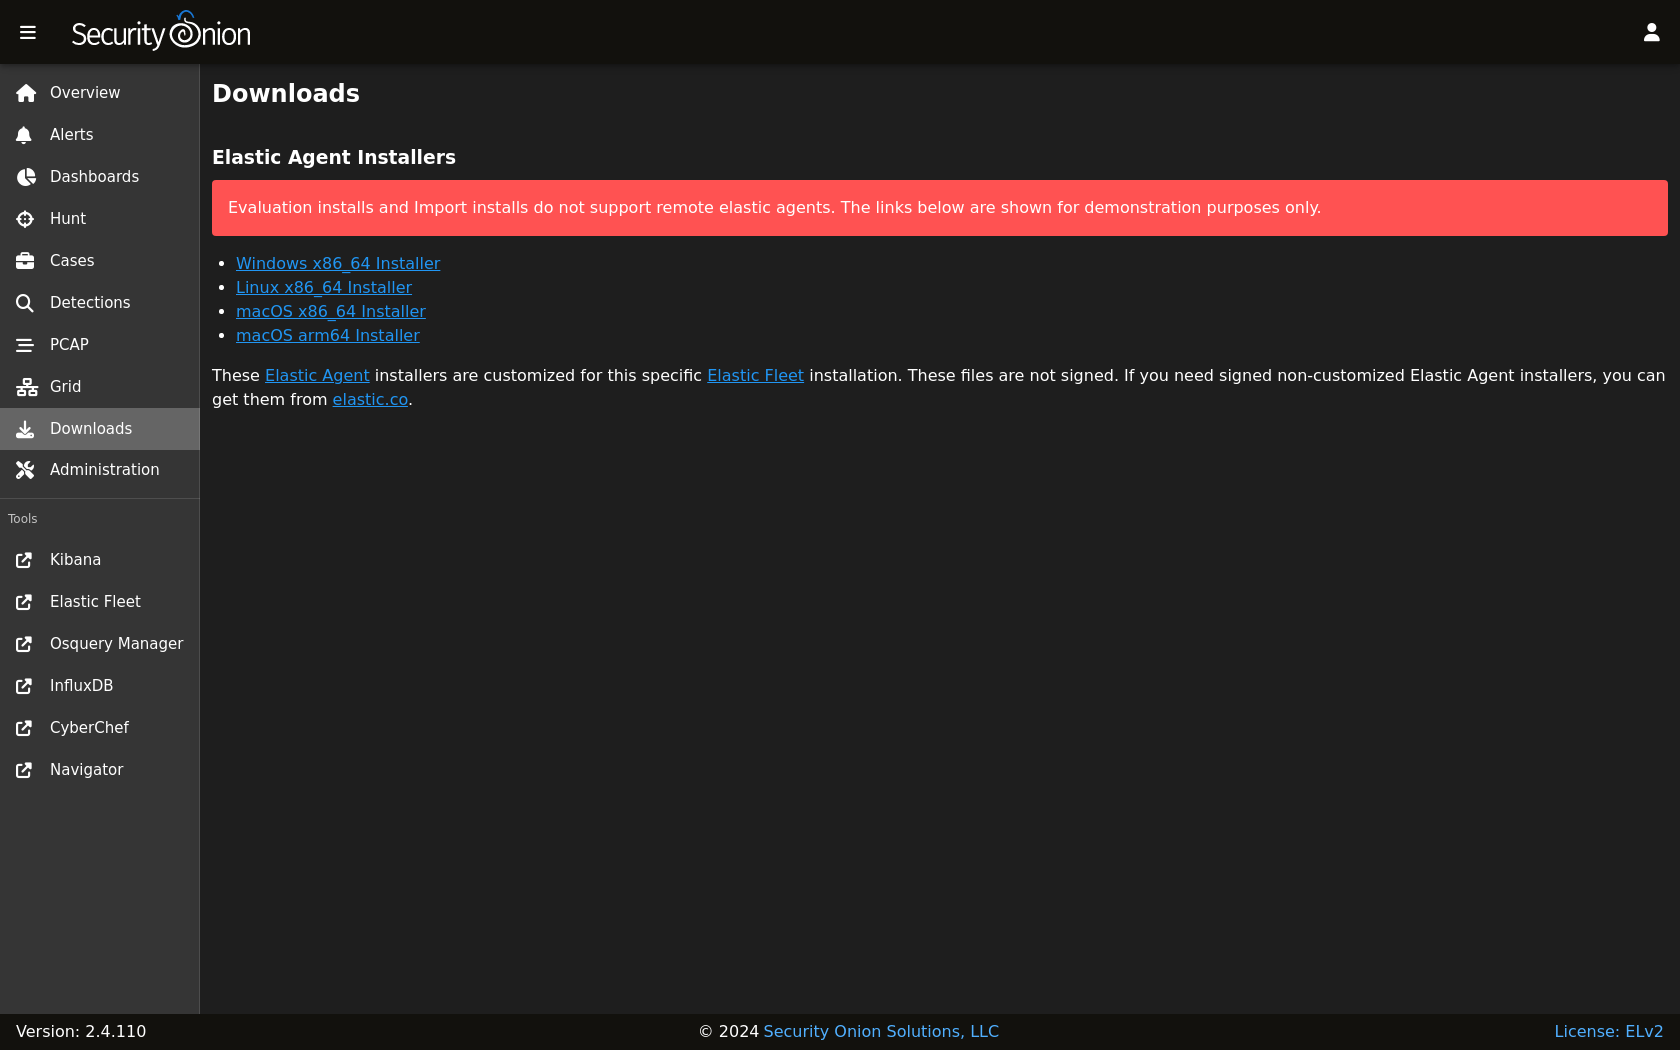 Security Onion
Overview
Alerts
Dashboards
Hunt
Cases
Detections
PCAP
Grid
Downloads
Administration
Tools
Kibana
Elastic Fleet
Osquery Manager
InfluxDB
CyberChef
Navigator
Downloads
Elastic Agent Installers
Evaluation installs and Import installs do not support remote elastic agents. The links below are shown for demonstration purposes only.
Windows x86_64 Installer
Linux x86_64 Installer
macOS x86_64 Installer
macOS arm64 Installer
These Elastic Agent installers are customized for this specific Elastic Fleet installation. These files are not signed. If you need signed non-customized Elastic Agent installers, you can
get them from elastic.co.
Version: 2.4.110
© 2024 Security Onion Solutions, LLC
License: ELv2